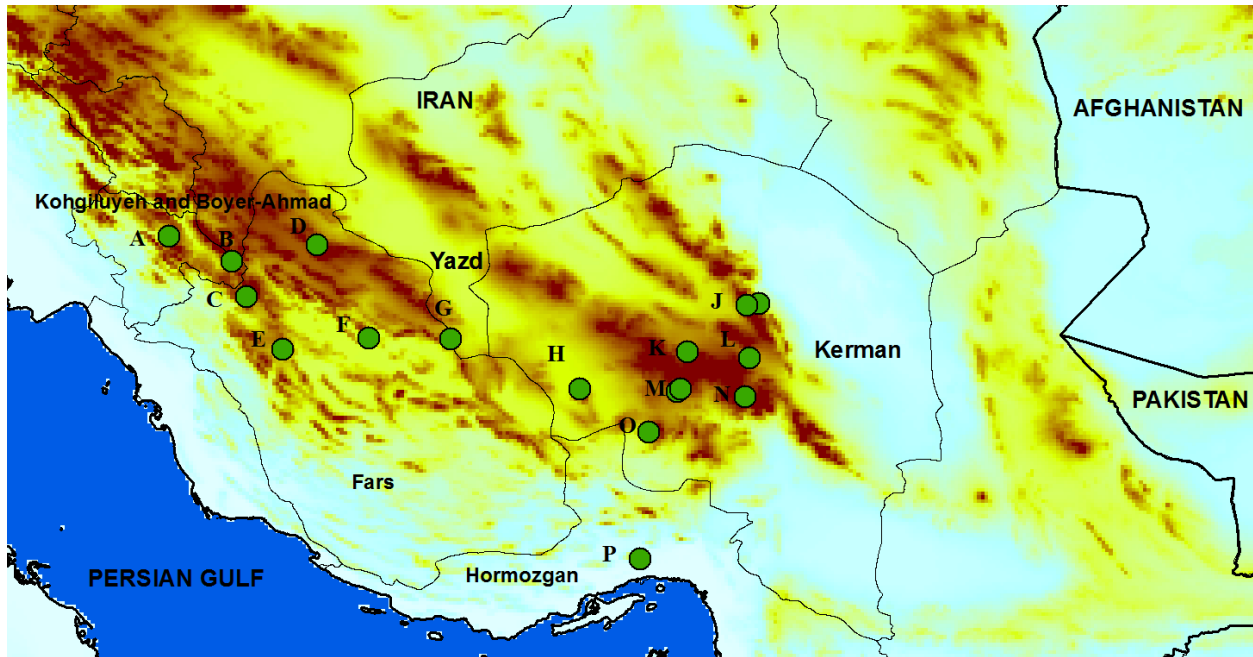 IRAN
AFGHANISTAN
Kohgiluyeh and Boyer-Ahmad
A
B
D
Yazd
C
J
G
F
E
K
L
Kerman
H
M
N
PAKISTAN
O
Fars
P
Hormozgan
PERSIAN GULF